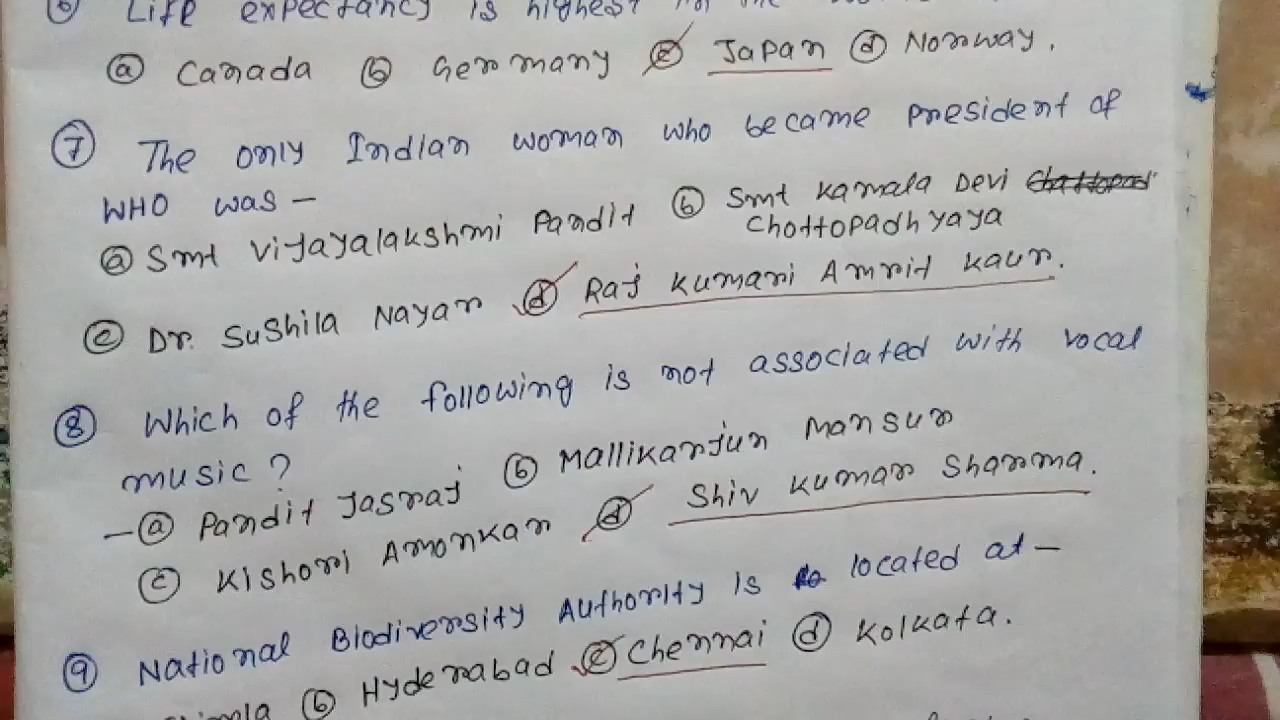 ⑥ Life expectancy is highest
ⓐ Canada ⓑ Germany ⓒ Japan ⓓ Norway.
⑦ The only Indian woman who became president of
WHO was –
ⓐ Smt Vijayalakshmi Pandit ⓑ Smt Kamala Devi
Chottopadhyaya
ⓒ Dr. Sushila Nayar ⓓ Raj Kumari Amrit Kaur.
⑧ Which of the following is not associated with vocal
music?
– ⓐ Pandit Jasraj ⓑ Mallikarjun Mansur
ⓒ Kishori Amonkar ⓓ Shiv Kumar Sharma.
⑨ National Biodiversity Authority is located at –
ⓑ Hyderabad ⓒ Chennai ⓓ Kolkata.